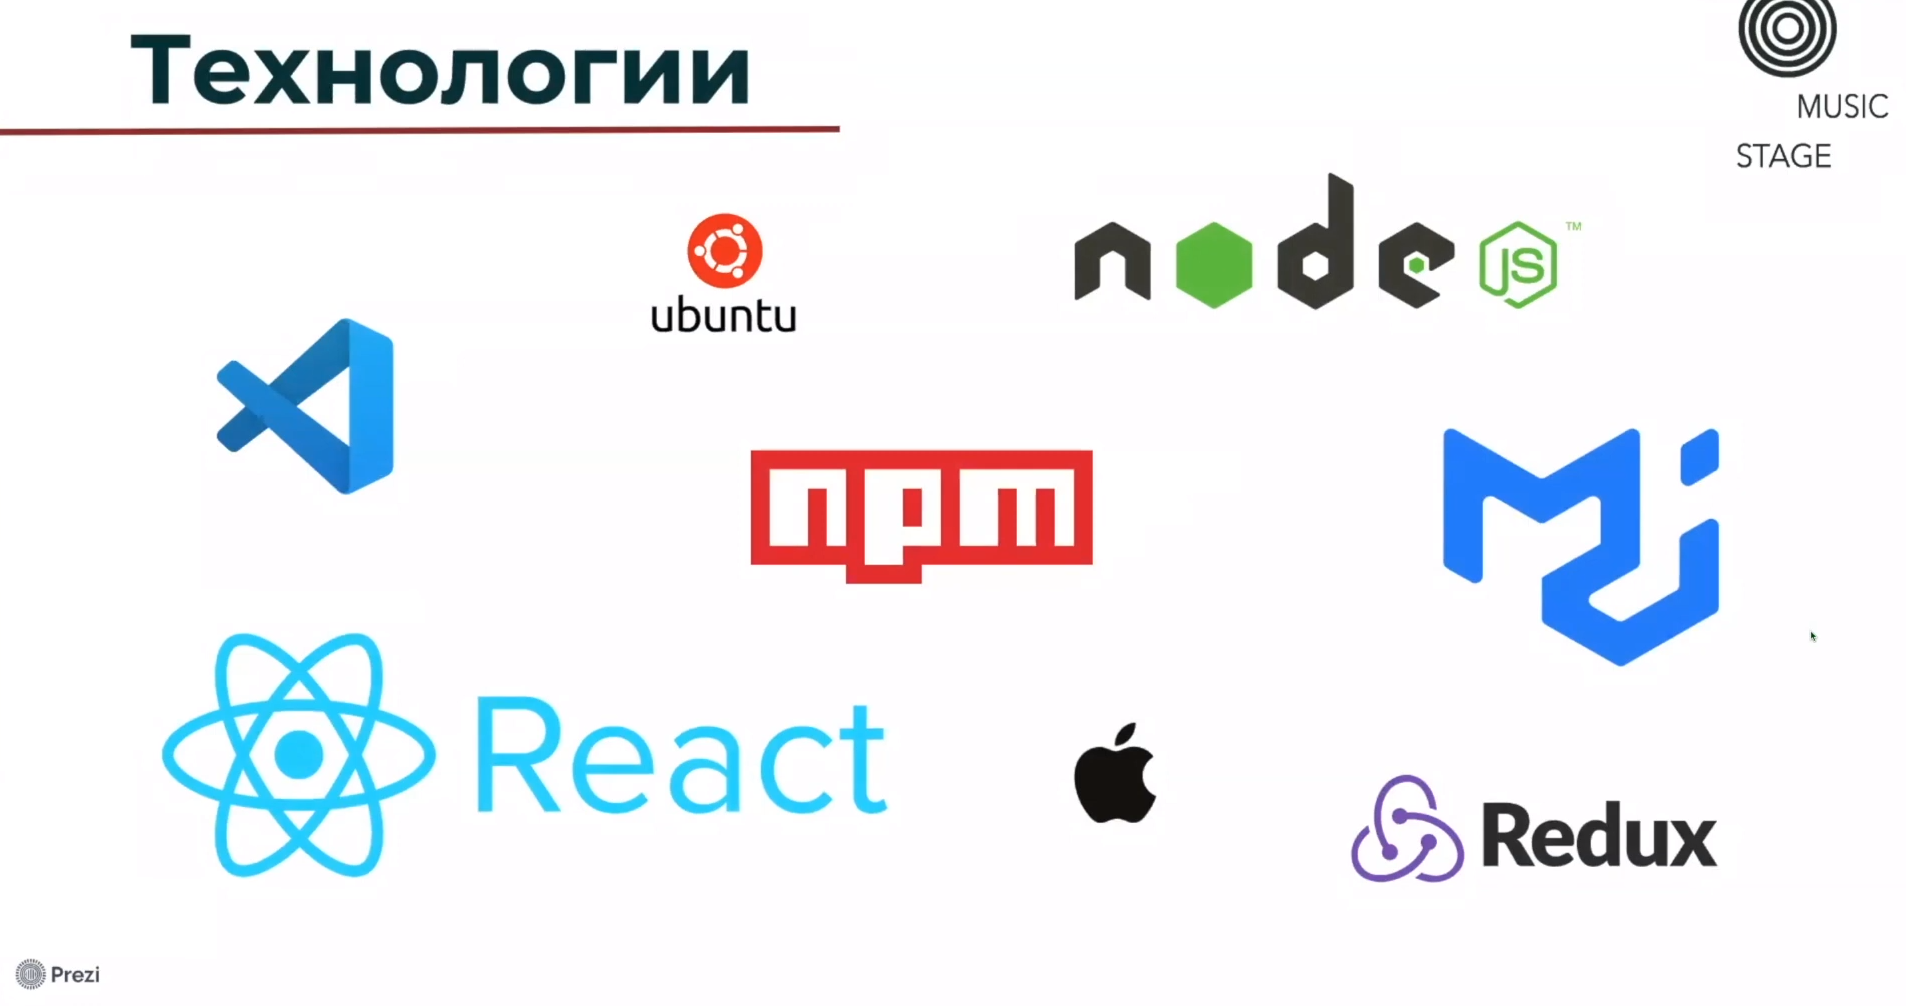 Технологии
MUSIC
STAGE
ubuntu
node JS ™
npm
React
Redux
Prezi